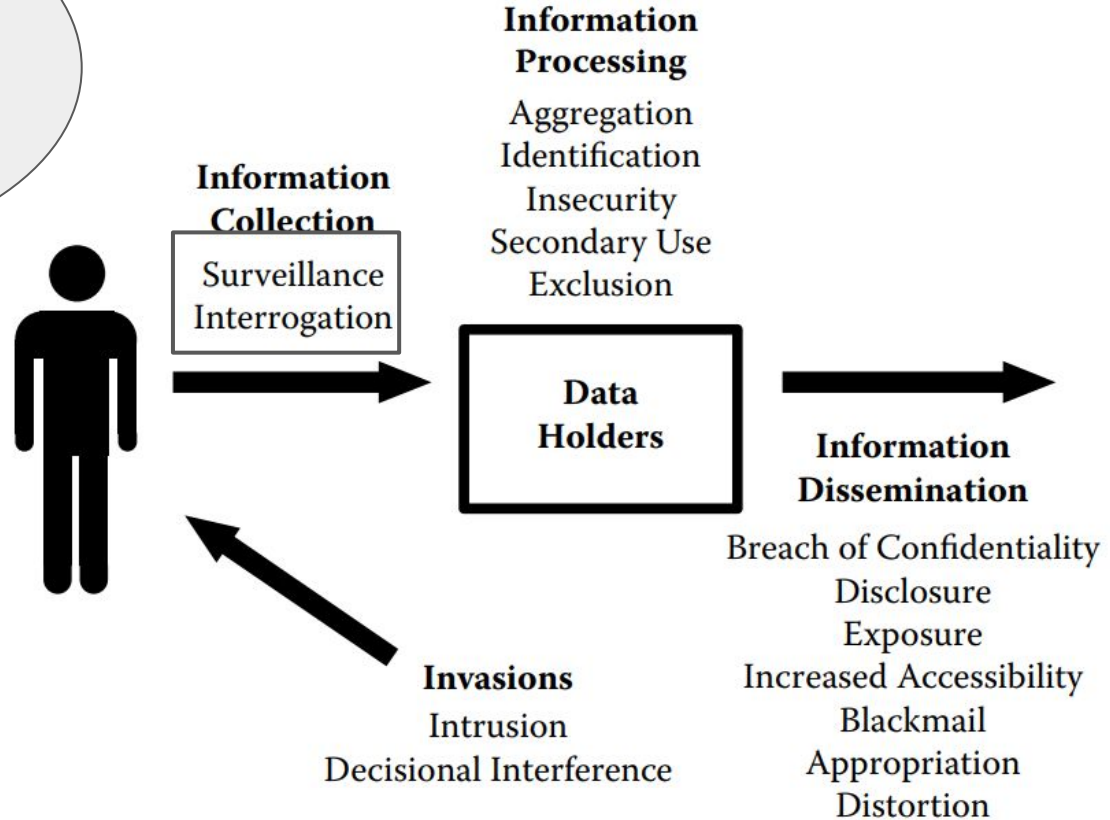 Information
Processing
Aggregation
Identification
Insecurity
Secondary Use
Exclusion
Information
Collection
Surveillance
Interrogation
Data
Holders
Information
Dissemination
Breach of Confidentiality
Disclosure
Exposure
Increased Accessibility
Blackmail
Appropriation
Distortion
Invasions
Intrusion
Decisional Interference